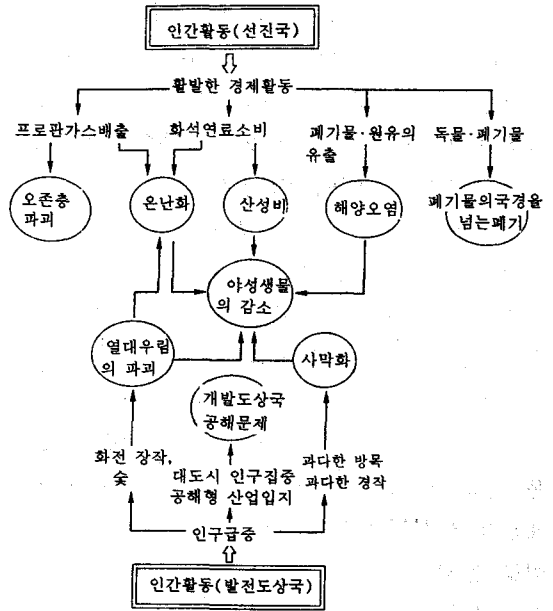 인간활동(선진국)
활발한 경제활동
프로판가스배출
화석연료소비
폐기물·원유의
유출
독물·폐기물
오존층
파괴
온난화
산성비
해양오염
폐기물의국경을
넘는폐기
야성생물
의 감소
열대우림
의 파괴
사막화
개발도상국
공해문제
화전 장작,
숯
대도시 인구집중
공해형 산업입지
과다한 방목
과다한 경작
인구급증
인간활동(발전도상국)